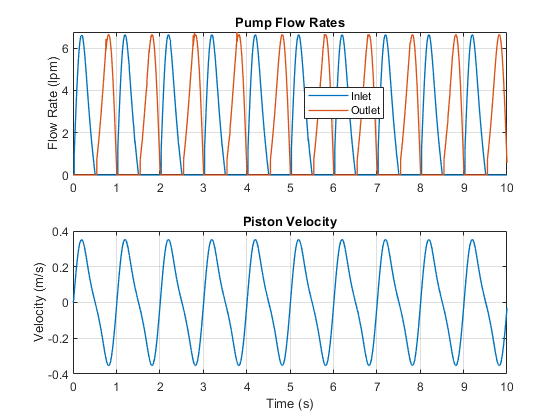 Pump Flow Rates
Flow Rate (lpm)
6
4
2
0
Inlet
Outlet
0 1 2 3 4 5 6 7 8 9 10
Piston Velocity
Velocity (m/s)
0.4
0.2
0
-0.2
-0.4
0 1 2 3 4 5 6 7 8 9 10
Time (s)